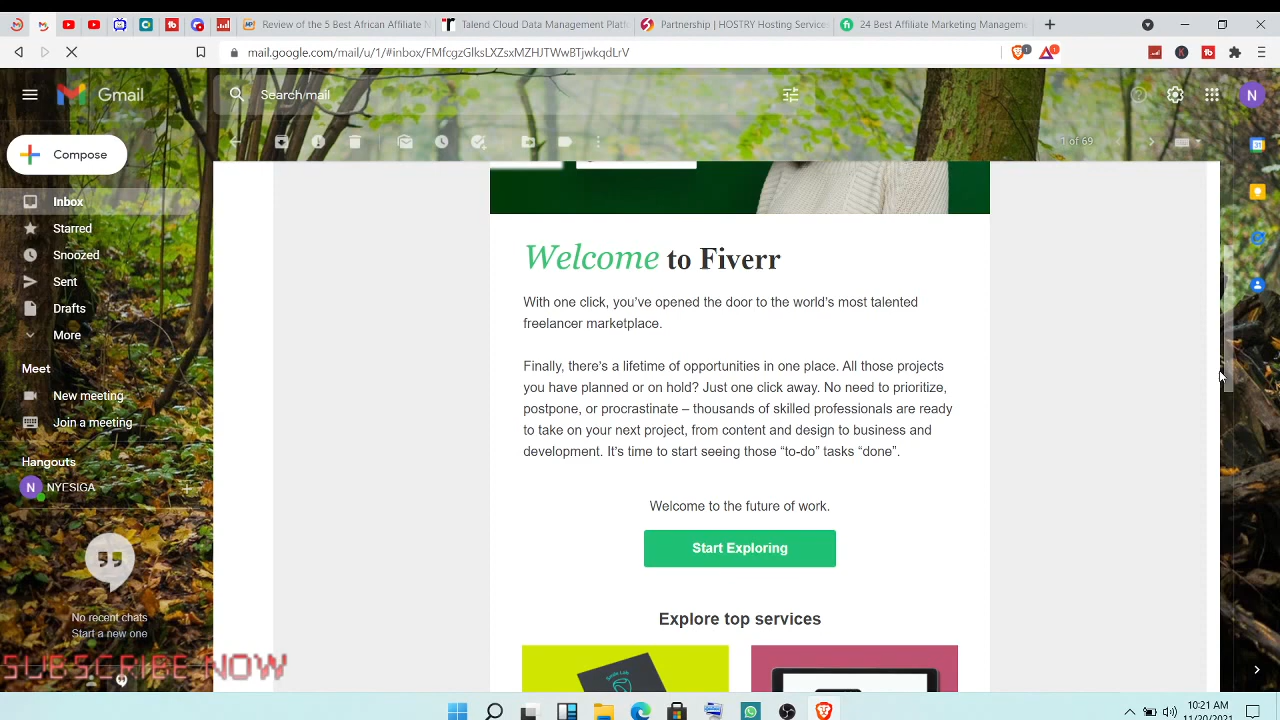 Review of the 5 Best African Affiliate N
Talend Cloud Data Management Platf
Partnership | HOSTRY Hosting Services
24 Best Affiliate Marketing Manageme
mail.google.com/mail/u/1/#inbox/FMfcgzGlksLXZsxMZHJTWwBTjwkqdLrV
Gmail
Search mail
N
Compose
1 of 69
Inbox
Starred
Snoozed
Sent
Drafts
More
Meet
New meeting
Join a meeting
Hangouts
N NYESIGA
No recent chats
Start a new one
SUBSCRIBE NOW
Welcome to Fiverr
With one click, you've opened the door to the world's most talented
freelancer marketplace.
Finally, there's a lifetime of opportunities in one place. All those projects
you have planned or on hold? Just one click away. No need to prioritize,
postpone, or procrastinate – thousands of skilled professionals are ready
to take on your next project, from content and design to business and
development. It's time to start seeing those “to-do” tasks “done”.
Welcome to the future of work.
Start Exploring
Explore top services
10:21 AM